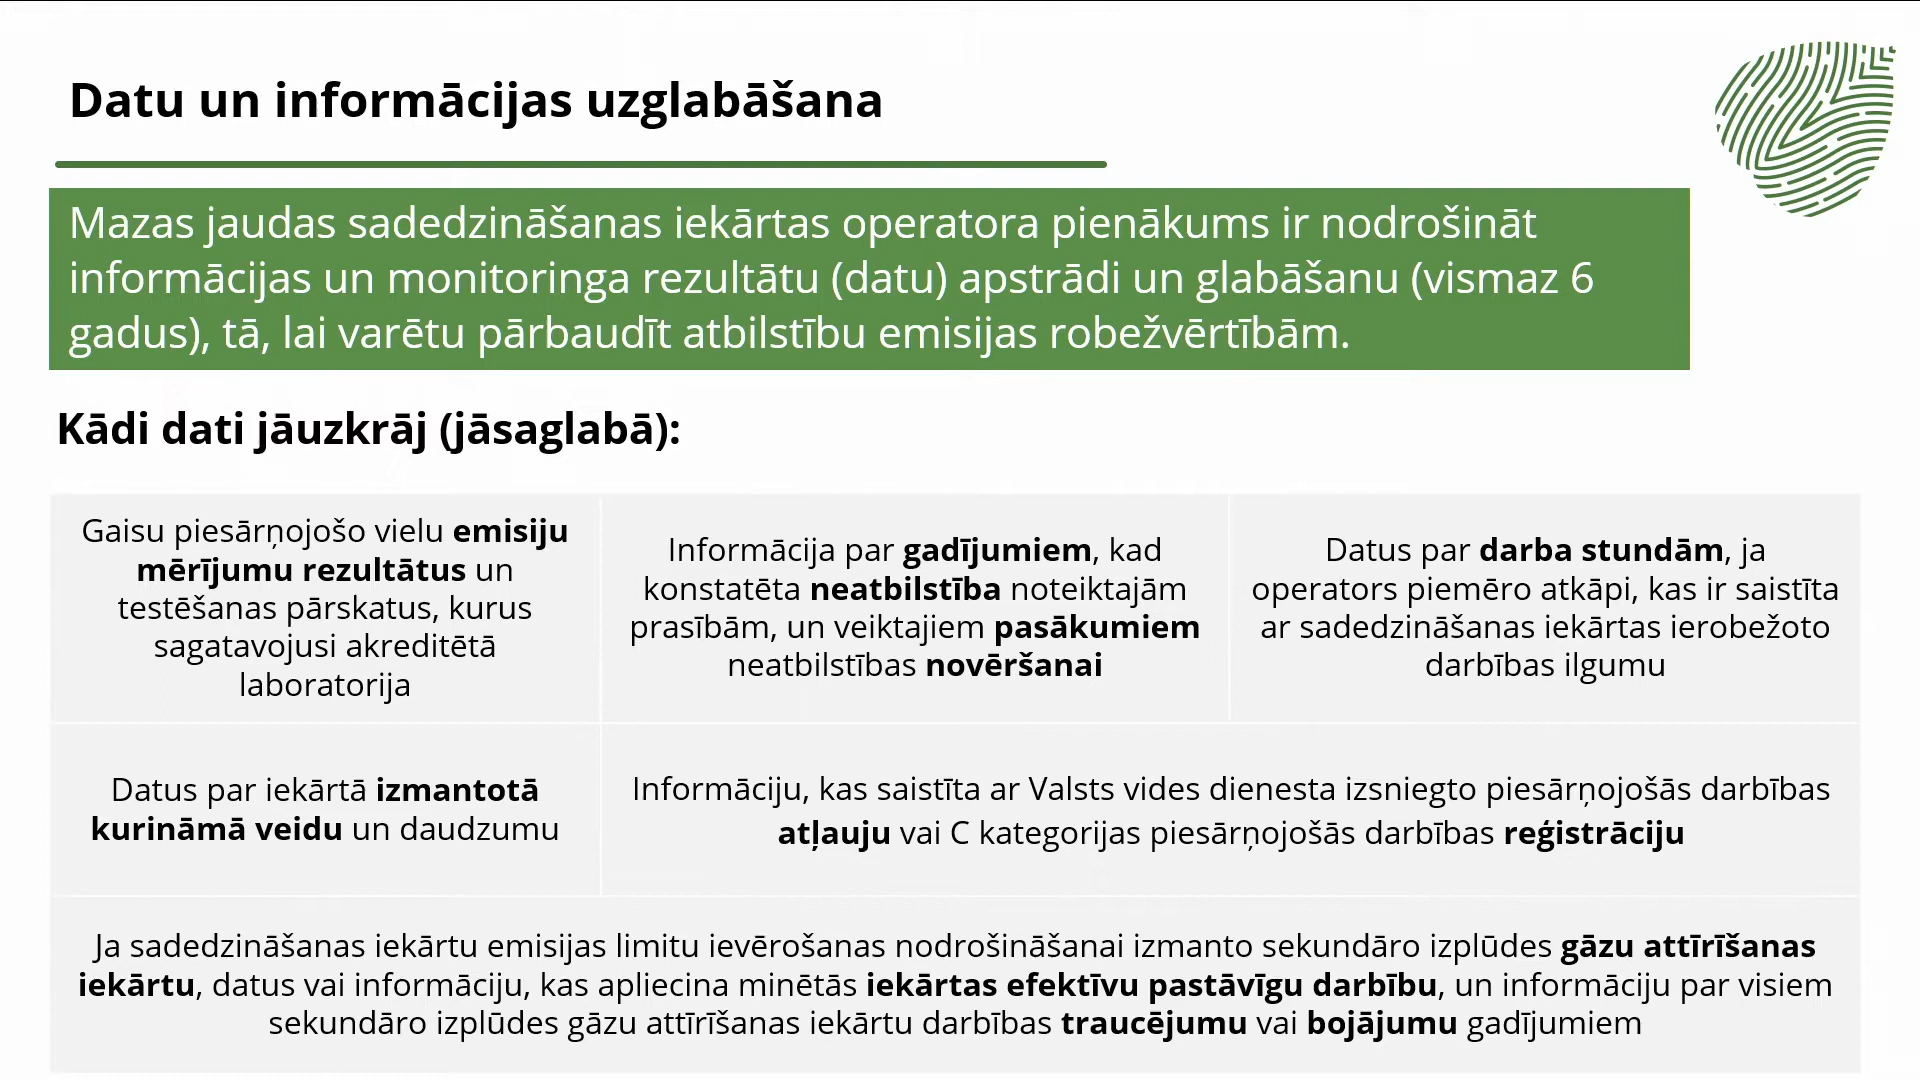 Datu un informācijas uzglabāšana
Mazas jaudas sadedzināšanas iekārtas operatora pienākums ir nodrošināt
informācijas un monitoringa rezultātu (datu) apstrādi un glabāšanu (vismaz 6
gadus), tā, lai varētu pārbaudīt atbilstību emisijas robežvērtībām.
Kādi dati jāuzkrāj (jāsaglabā):
Gaisu piesārņojošo vielu emisiju
mērījumu rezultātus un
testēšanas pārskatus, kurus
sagatavojusi akreditētā
laboratorija
Informācija par gadījumiem, kad
konstatēta neatbilstība noteiktajām
prasībām, un veiktajiem pasākumiem
neatbilstības novēršanai
Datus par darba stundām, ja
operators piemēro atkāpi, kas ir saistīta
ar sadedzināšanas iekārtas ierobežoto
darbības ilgumu
Datus par iekārtā izmantotā
kurināmā veidu un daudzumu
Informāciju, kas saistīta ar Valsts vides dienesta izsniegto piesārņojošās darbības
atļauju vai C kategorijas piesārņojošās darbības reģistrāciju
Ja sadedzināšanas iekārtu emisijas limitu ievērošanas nodrošināšanai izmanto sekundāro izplūdes gāzu attīrīšanas
iekārtu, datus vai informāciju, kas apliecina minētās iekārtas efektīvu pastāvīgu darbību, un informāciju par visiem
sekundāro izplūdes gāzu attīrīšanas iekārtu darbības traucējumu vai bojājumu gadījumiem